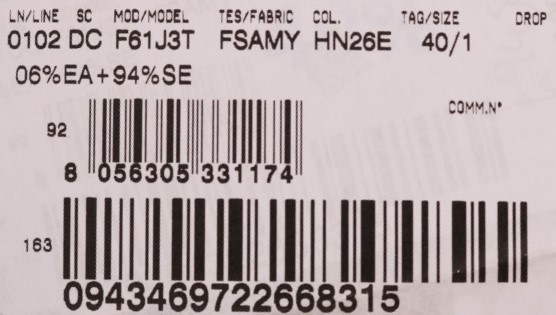 LN/LINE SC MOD/MODEL TES/FABRIC COL. TAG/SIZE DROP
0102 DC F61J3T FSAMY HN26E 40/1
06%EA+94%SE
COMM.N°
92
8 056305 331174
163
0943469722668315